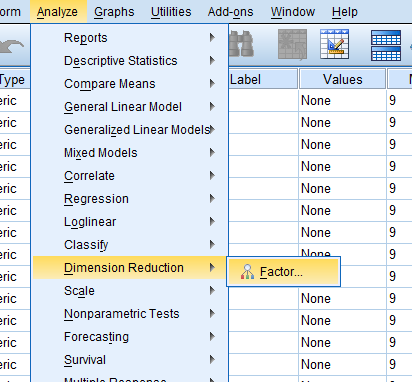 orm Analyze Graphs Utilities Add-ons Window Help
Type Label Values M
Reports
Descriptive Statistics
Compare Means
General Linear Model
Generalized Linear Models
Mixed Models
Correlate
Regression
Loglinear
Classify
Dimension Reduction
Factor...
Scale
Nonparametric Tests
Forecasting
Survival
Multiple Response
eric None 9
eric None 9
eric None 9
eric None 9
eric None 9
eric None 9
eric None 9
eric None 9
eric 9
eric None 9
eric None 9
eric None 9
eric None 9